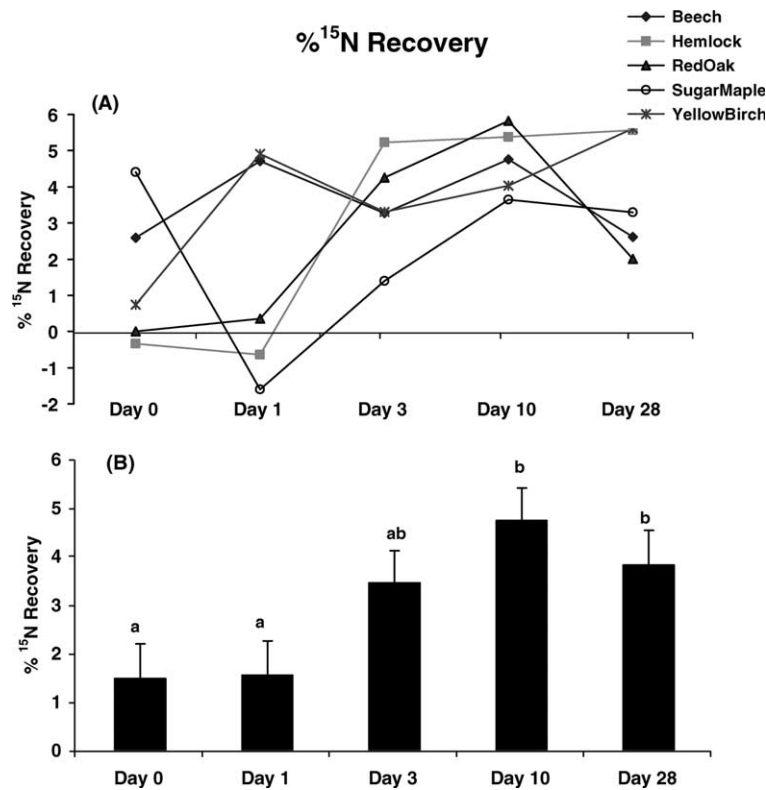 % ¹⁵N Recovery
Beech
Hemlock
RedOak
SugarMaple
YellowBirch
(A)
% ¹⁵N Recovery
6
5
4
3
2
1
0
-1
-2
Day 0 Day 1 Day 3 Day 10 Day 28
(B)
% ¹⁵N Recovery
6
5
4
3
2
1
0
a a ab b b
Day 0 Day 1 Day 3 Day 10 Day 28